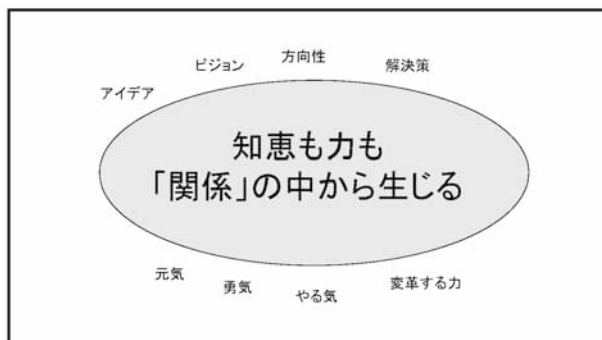 アイデア
ビジョン
方向性
解決策
知恵も力も
「関係」の中から生じる
元気
勇気
やる気
変革する力